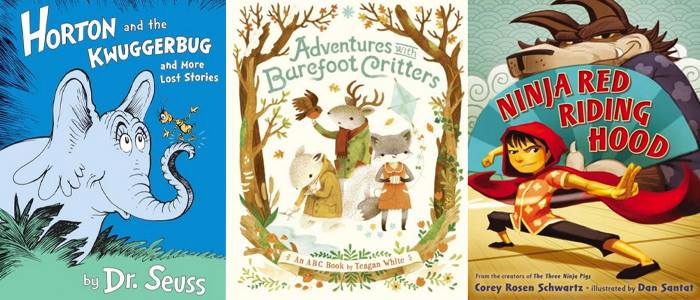 HORTON and the
KWUGGERBUG
and More
Lost Stories
by Dr. Seuss
Adventures with
Barefoot Critters
An ABC Book by Teagan White
NINJA RED
RIDING
HOOD
From the creators of The Three Ninja Pigs
Corey Rosen Schwartz • illustrated by Dan Santat